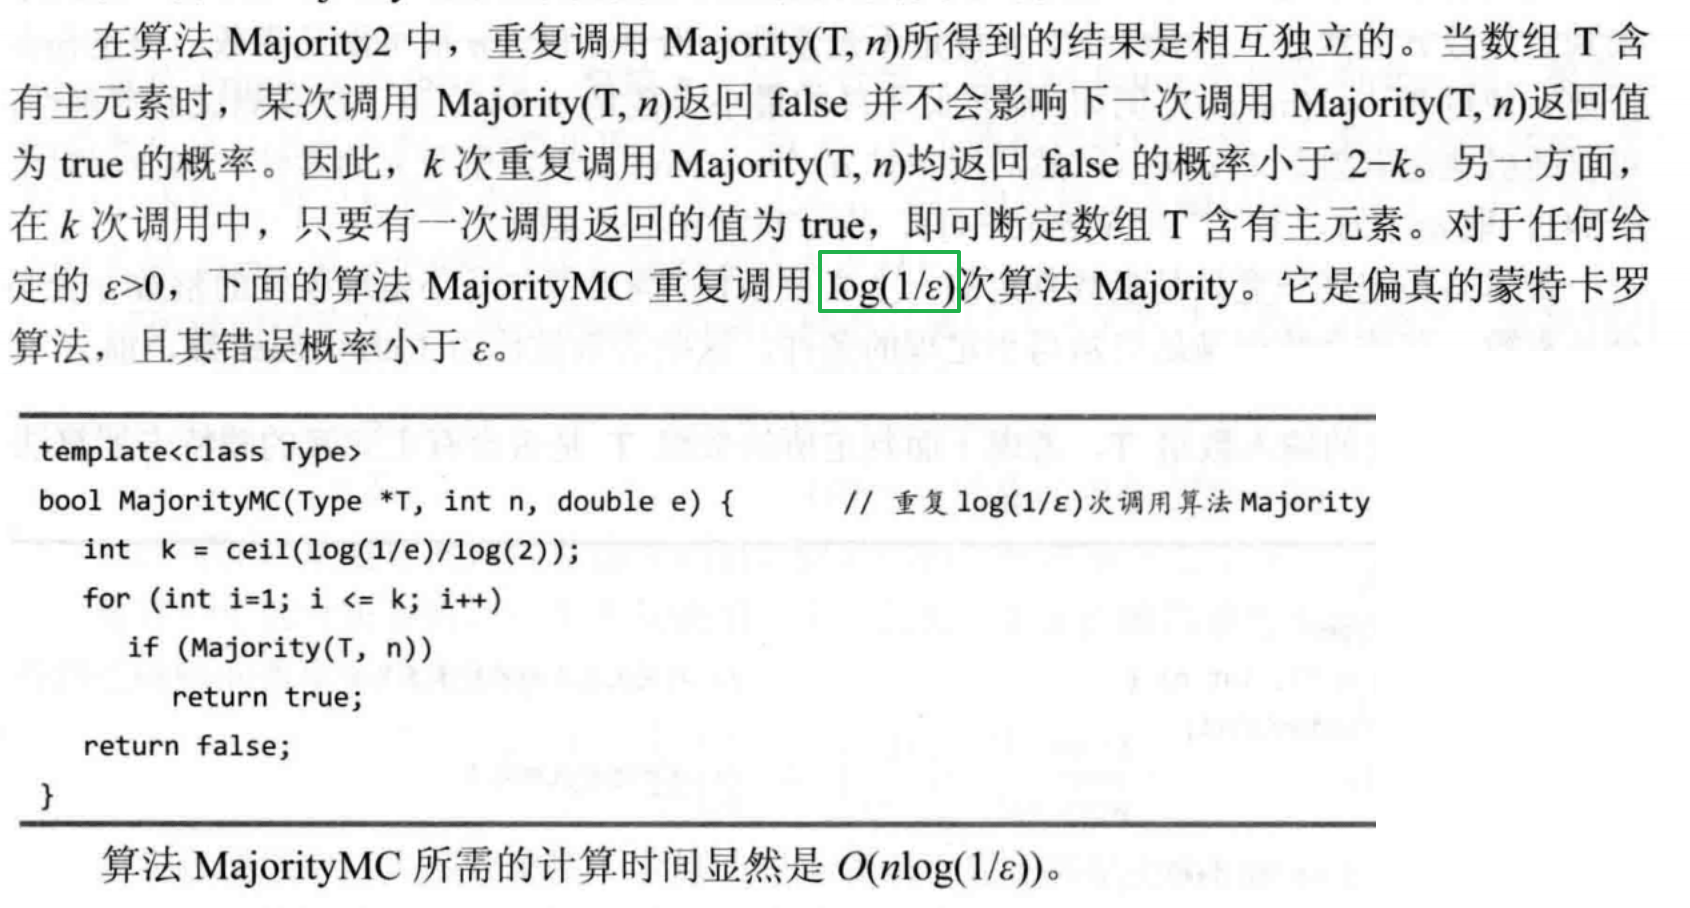 在算法 Majority2 中，重复调用 Majority(T, n)所得到的结果是相互独立的。当数组 T 含
有主元素时，某次调用 Majority(T, n)返回 false 并不会影响下一次调用 Majority(T, n)返回值
为 true 的概率。因此，k 次重复调用 Majority(T, n)均返回 false 的概率小于 2−k。另一方面，
在 k 次调用中，只要有一次调用返回的值为 true，即可断定数组 T 含有主元素。对于任何给
定的 ε>0，下面的算法 MajorityMC 重复调用 log(1/ε)次算法 Majority。它是偏真的蒙特卡罗
算法，且其错误概率小于 ε。
template<class Type>
bool MajorityMC(Type *T, int n, double e) { // 重复 log(1/ε)次调用算法 Majority
int k = ceil(log(1/e)/log(2));
for (int i=1; i <= k; i++)
if (Majority(T, n))
return true;
return false;
}
算法 MajorityMC 所需的计算时间显然是 O(nlog(1/ε))。